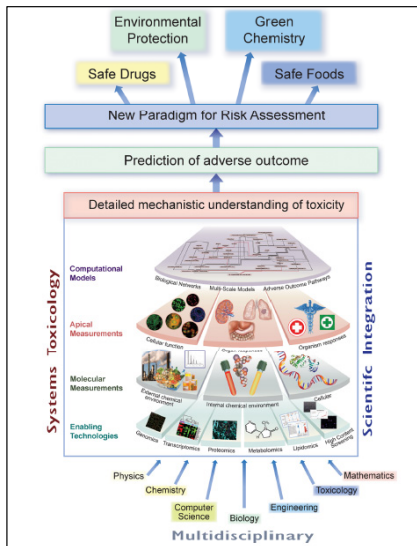 Environmental
Protection
Green
Chemistry
Safe Drugs
Safe Foods
New Paradigm for Risk Assessment
Prediction of adverse outcome
Detailed mechanistic understanding of toxicity
Systems Toxicology
Scientific Integration
Computational
Models
Biological Networks
Multi-Scale Models
Adverse Outcome Pathways
Apical
Measurements
Cellular function
Organ responses
Organism responses
Molecular
Measurements
External chemical
environment
Internal chemical environment
Cellular
Enabling
Technologies
Genomics
Transcriptomics
Proteomics
Metabolomics
Lipidomics
High Content
Screening
Physics
Chemistry
Computer
Science
Biology
Engineering
Toxicology
Mathematics
Multidisciplinary